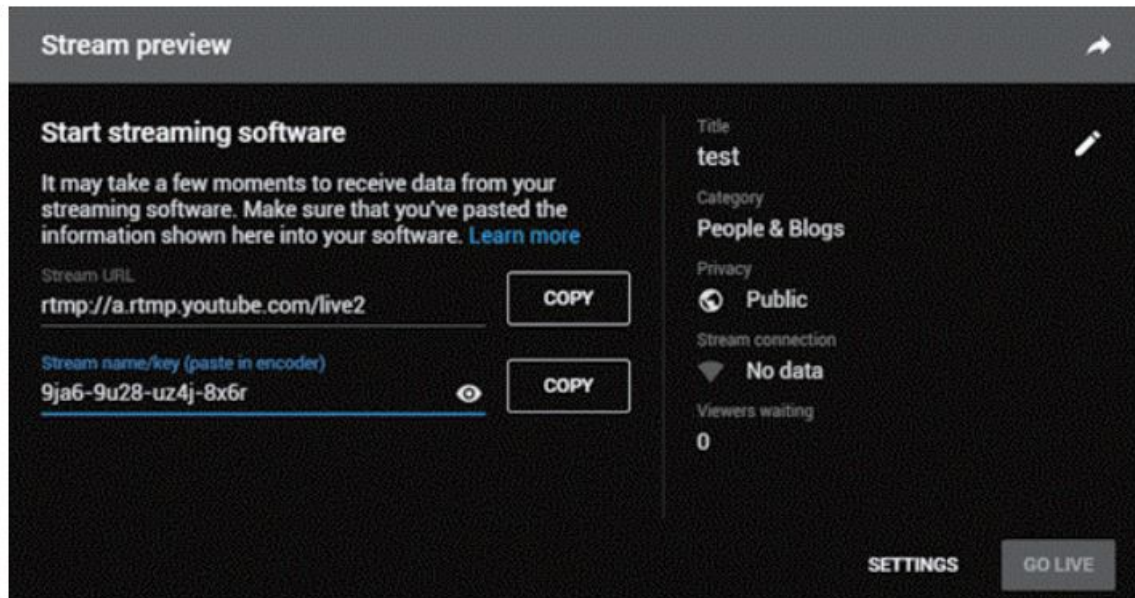 Stream preview
Start streaming software
It may take a few moments to receive data from your
streaming software. Make sure that you've pasted the
information shown here into your software. Learn more
Stream URL
rtmp://a.rtmp.youtube.com/live2
COPY
Stream name/key (paste in encoder)
9ja6-9u28-uz4j-8x6r
COPY
Title
test
Category
People & Blogs
Privacy
Public
Stream connection
No data
Viewers waiting
0
SETTINGS
GO LIVE